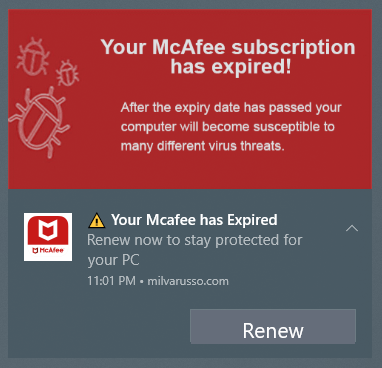 Your McAfee subscription
has expired!
After the expiry date has passed your
computer will become susceptible to
many different virus threats.
McAfee
⚠ Your Mcafee has Expired
Renew now to stay protected for
your PC
11:01 PM • milvarusso.com
Renew